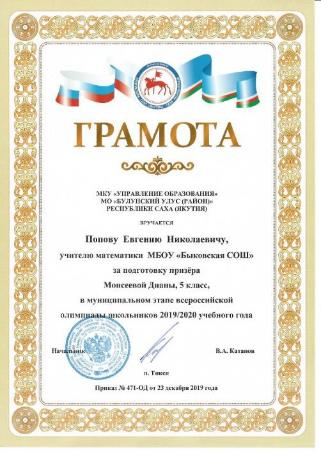 ГРАМОТА
МКУ «УПРАВЛЕНИЕ ОБРАЗОВАНИЯ»
МО «БУЛУНСКИЙ УЛУС (РАЙОН)»
РЕСПУБЛИКИ САХА (ЯКУТИЯ)
ВРУЧАЕТСЯ
Попову Евгению Николаевичу,
учителю математики МБОУ «Быковская СОШ»
за подготовку призёра
Моисеевой Дианы, 5 класс,
в муниципальном этапе всероссийской
олимпиады школьников 2019/2020 учебного года
Начальник В.А. Казанов
п. Тикси
Приказ № 471-ОД от 23 декабря 2019 года